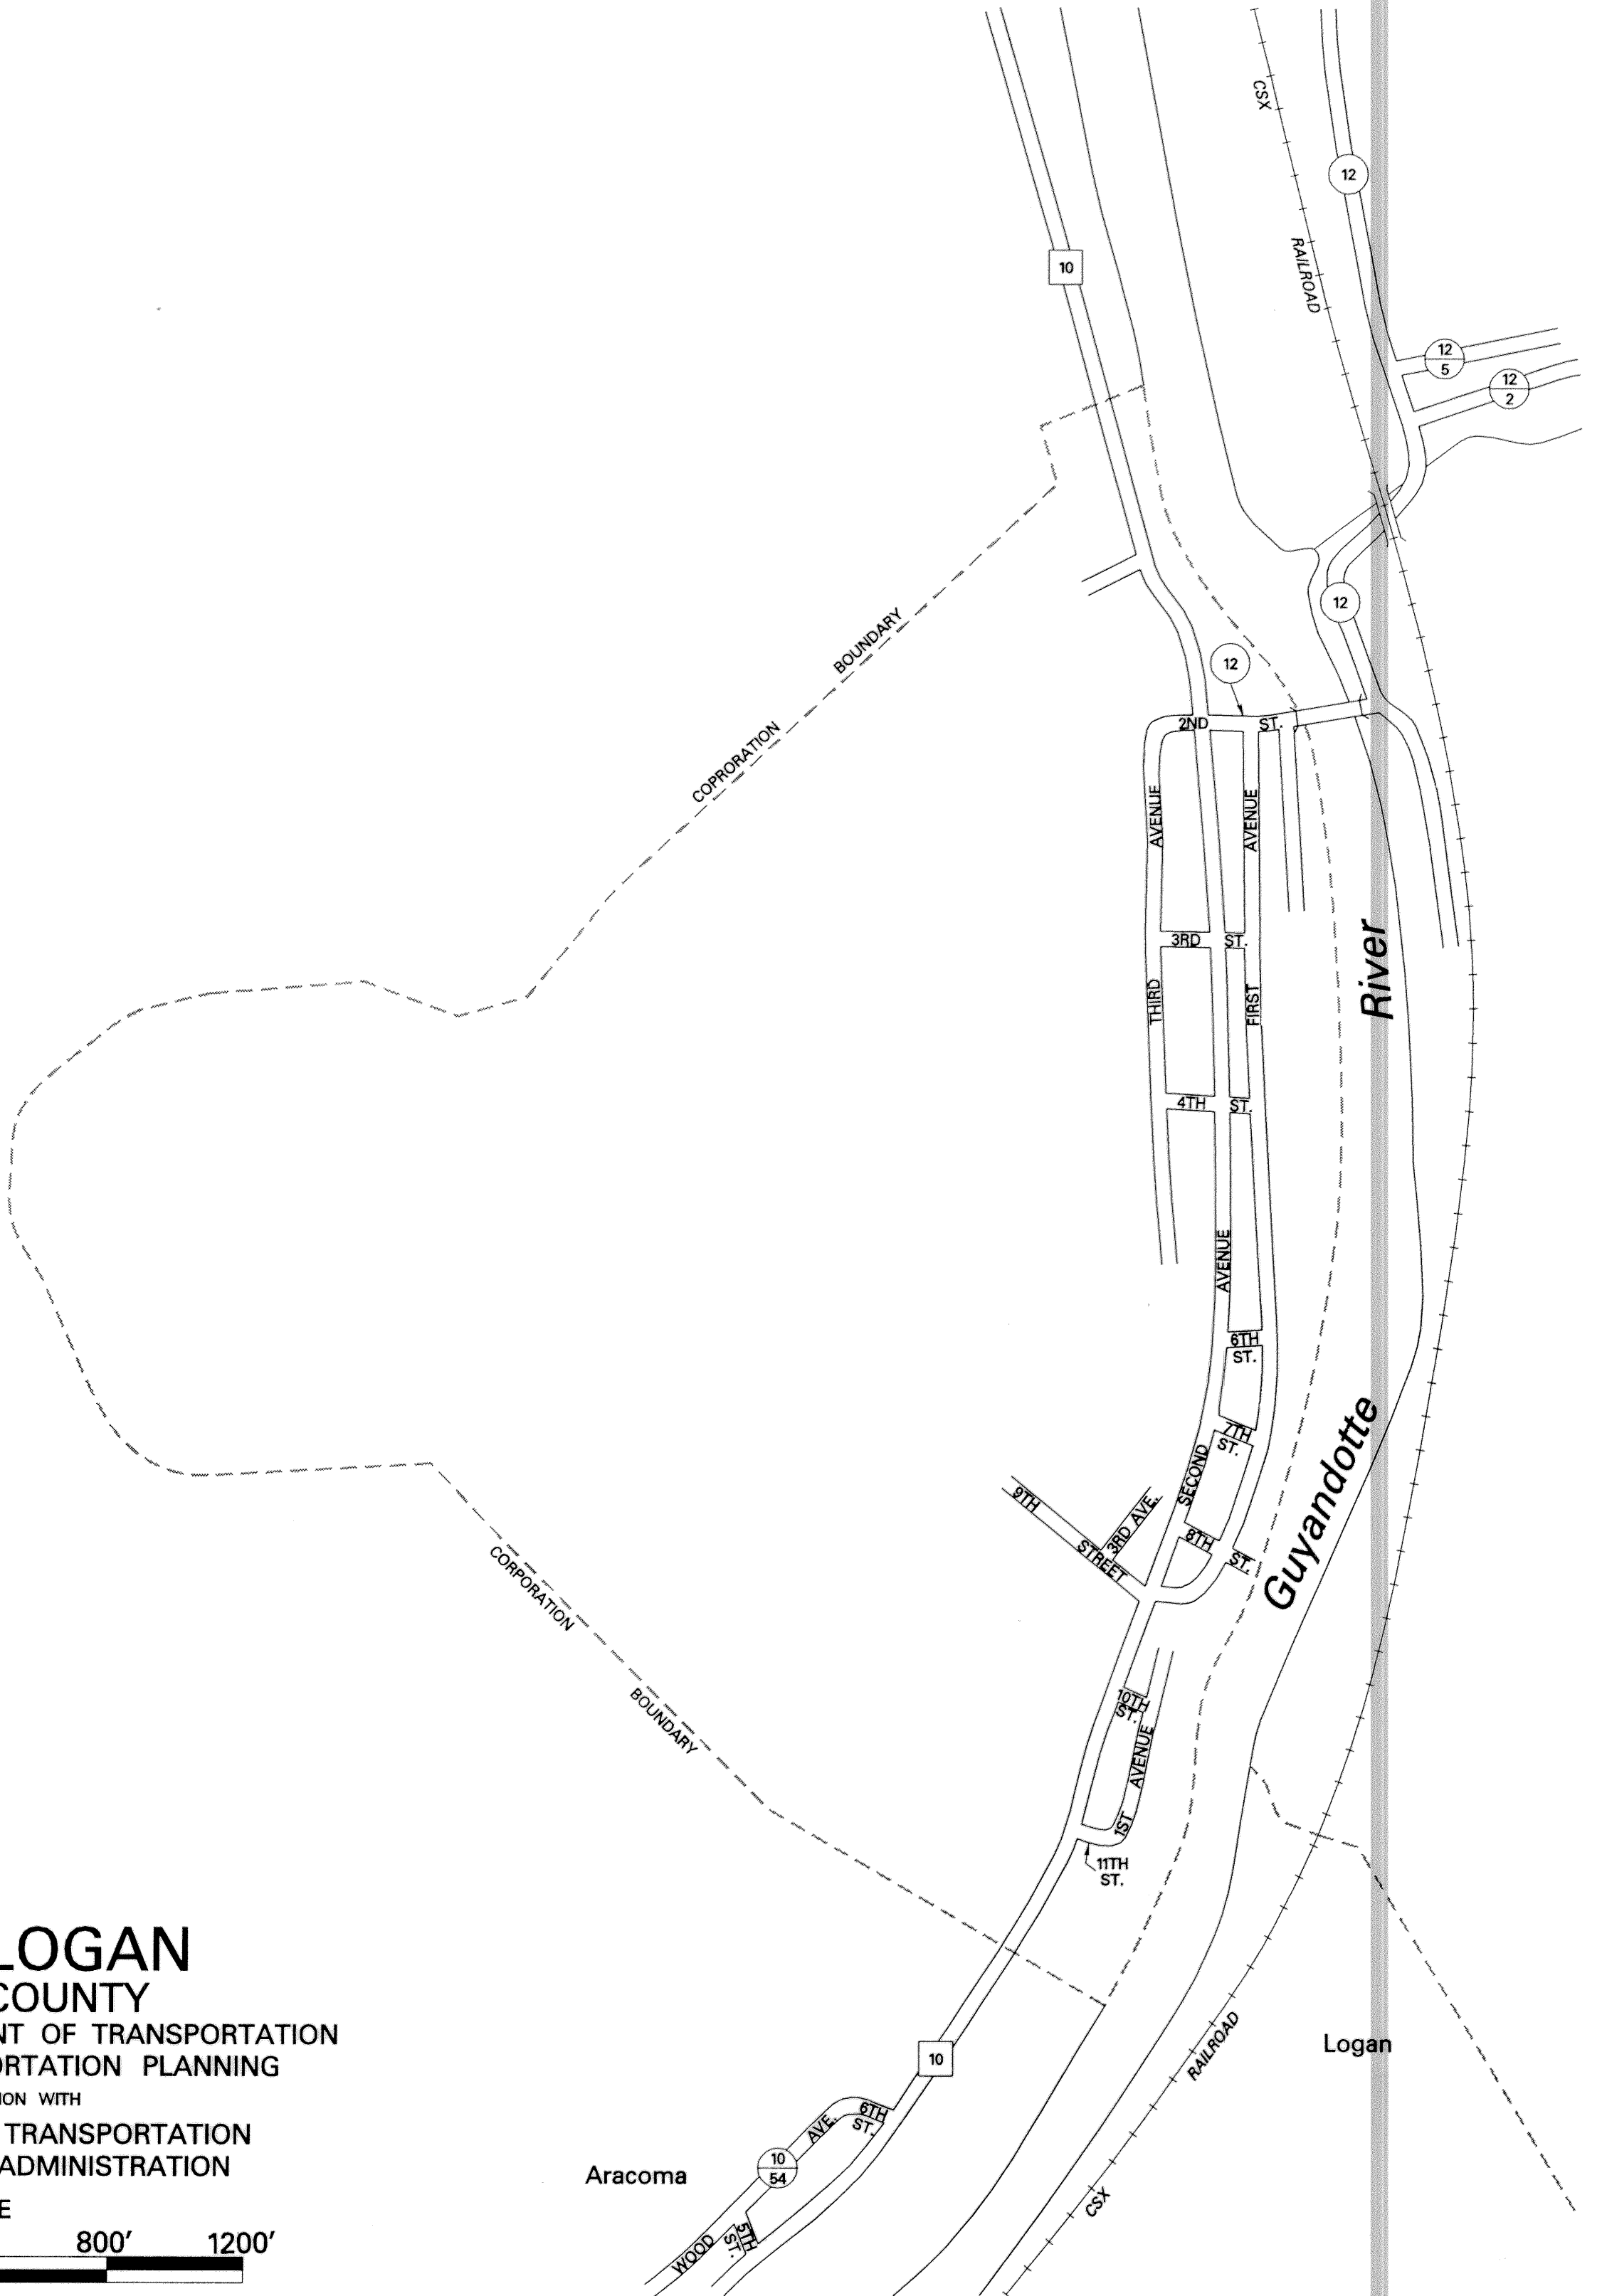 CSX
12
RAILROAD
10
12
5
12
2
12
COPRORATION BOUNDARY
12
2ND ST.
AVENUE
AVENUE
3RD ST.
THIRD
FIRST
River
4TH ST.
AVENUE
6TH
ST.
7TH
ST.
SECOND
Guyandotte
9TH STREET
3RD AVE.
8TH ST.
CORPORATION BOUNDARY
10TH
ST.
1ST AVENUE
11TH
ST.
LOGAN
COUNTY
NT OF TRANSPORTATION
ORTATION PLANNING
ION WITH
TRANSPORTATION
ADMINISTRATION
E
800' 1200'
10
6TH
ST.
WOOD AVE.
10
54
5TH
ST.
Aracoma
CSX RAILROAD
Logan